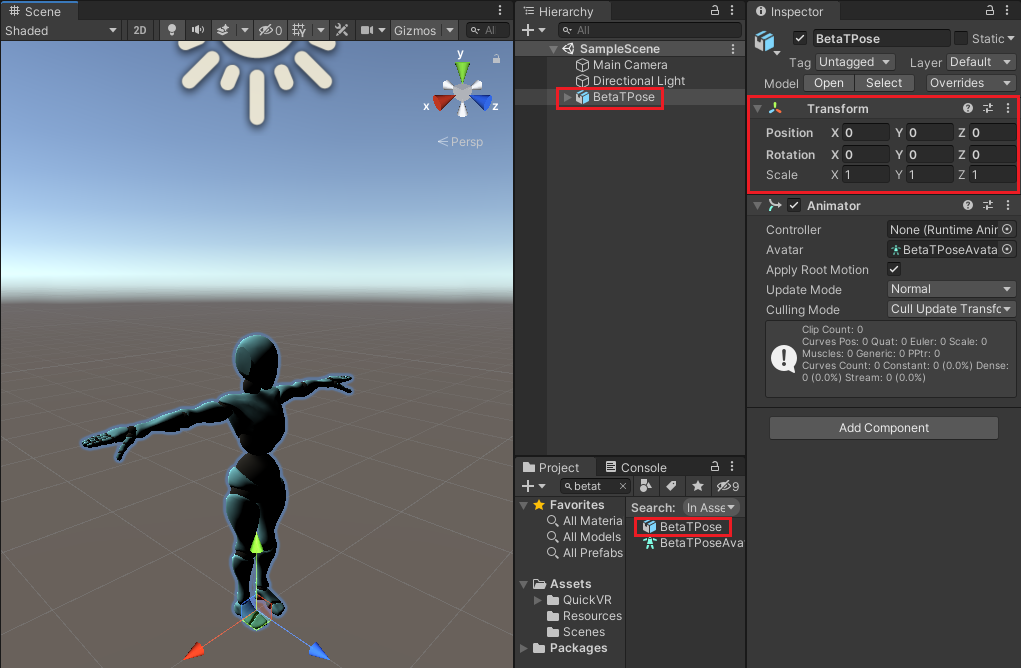 Scene
Shaded
2D
0
Gizmos
All
y
x
z
Persp
Hierarchy
All
SampleScene
Main Camera
Directional Light
BetaTPose
Project
Console
betat
9
Favorites
All Materia
All Models
All Prefabs
Assets
QuickVR
Resources
Scenes
Packages
Search: In Asse
BetaTPose
BetaTPoseAvat
Inspector
BetaTPose
Static
Tag Untagged Layer Default
Model Open Select Overrides
Transform
Position X 0 Y 0 Z 0
Rotation X 0 Y 0 Z 0
Scale X 1 Y 1 Z 1
Animator
Controller None (Runtime Anir
Avatar BetaTPoseAvata
Apply Root Motion
Update Mode Normal
Culling Mode Cull Update Transfc
Clip Count: 0
Curves Pos: 0 Quat: 0 Euler: 0 Scale: 0
Muscles: 0 Generic: 0 PPtr: 0
Curves Count: 0 Constant: 0 (0.0%) Dense:
0 (0.0%) Stream: 0 (0.0%)
Add Component